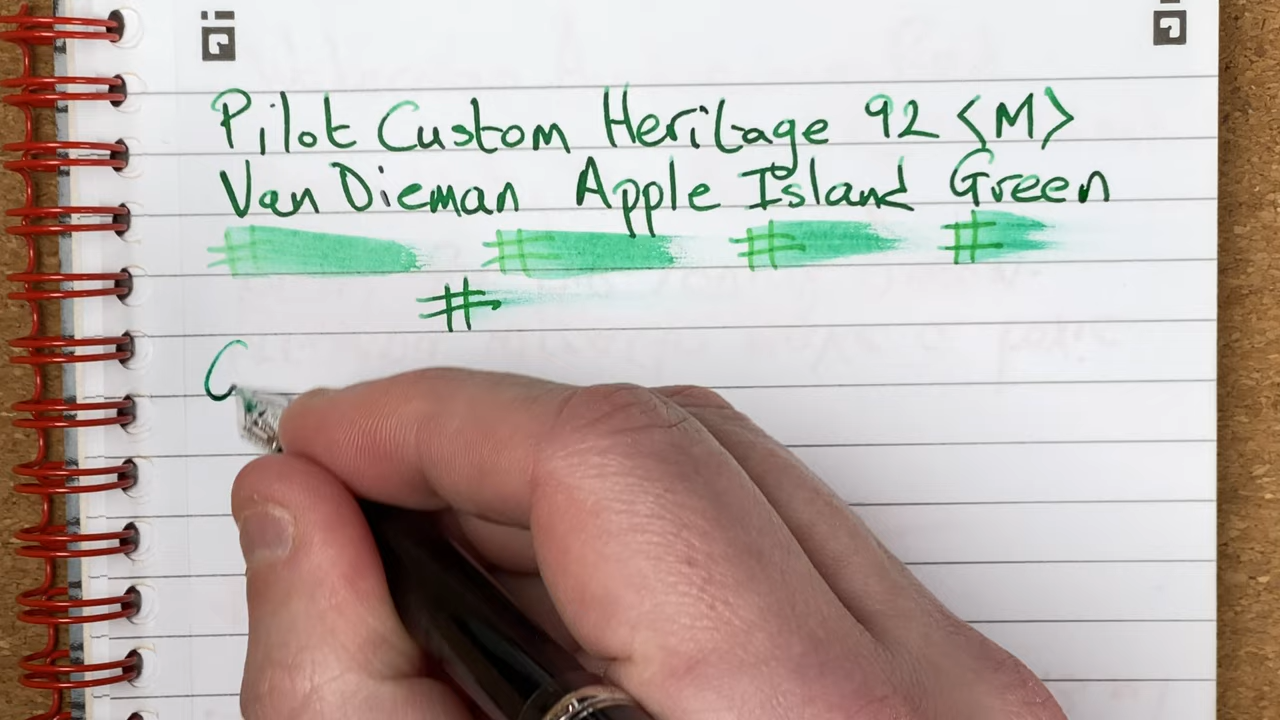 Pilot Custom Heritage 92 <M>
Van Dieman Apple Island Green
# # # #
#
C